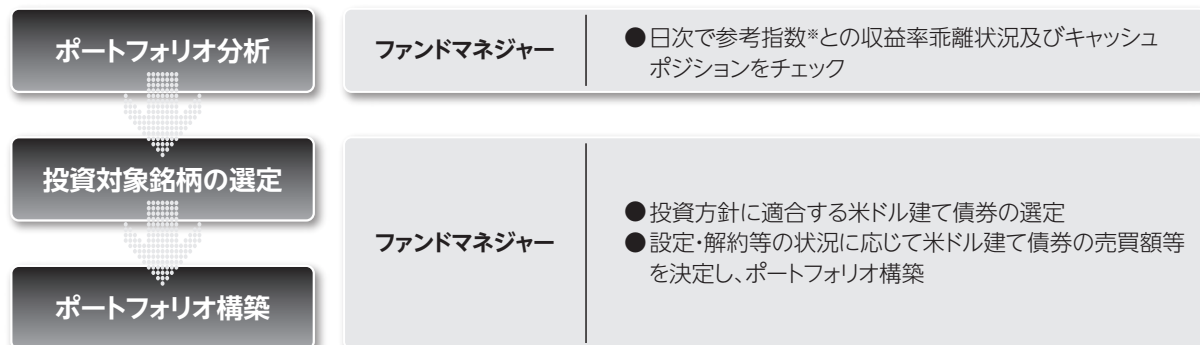 ポートフォリオ分析
ファンドマネジャー
●日次で参考指数※との収益率乖離状況及びキャッシュ
ポジションをチェック
投資対象銘柄の選定
ポートフォリオ構築
ファンドマネジャー
●投資方針に適合する米ドル建て債券の選定
●設定・解約等の状況に応じて米ドル建て債券の売買額等
を決定し、ポートフォリオ構築